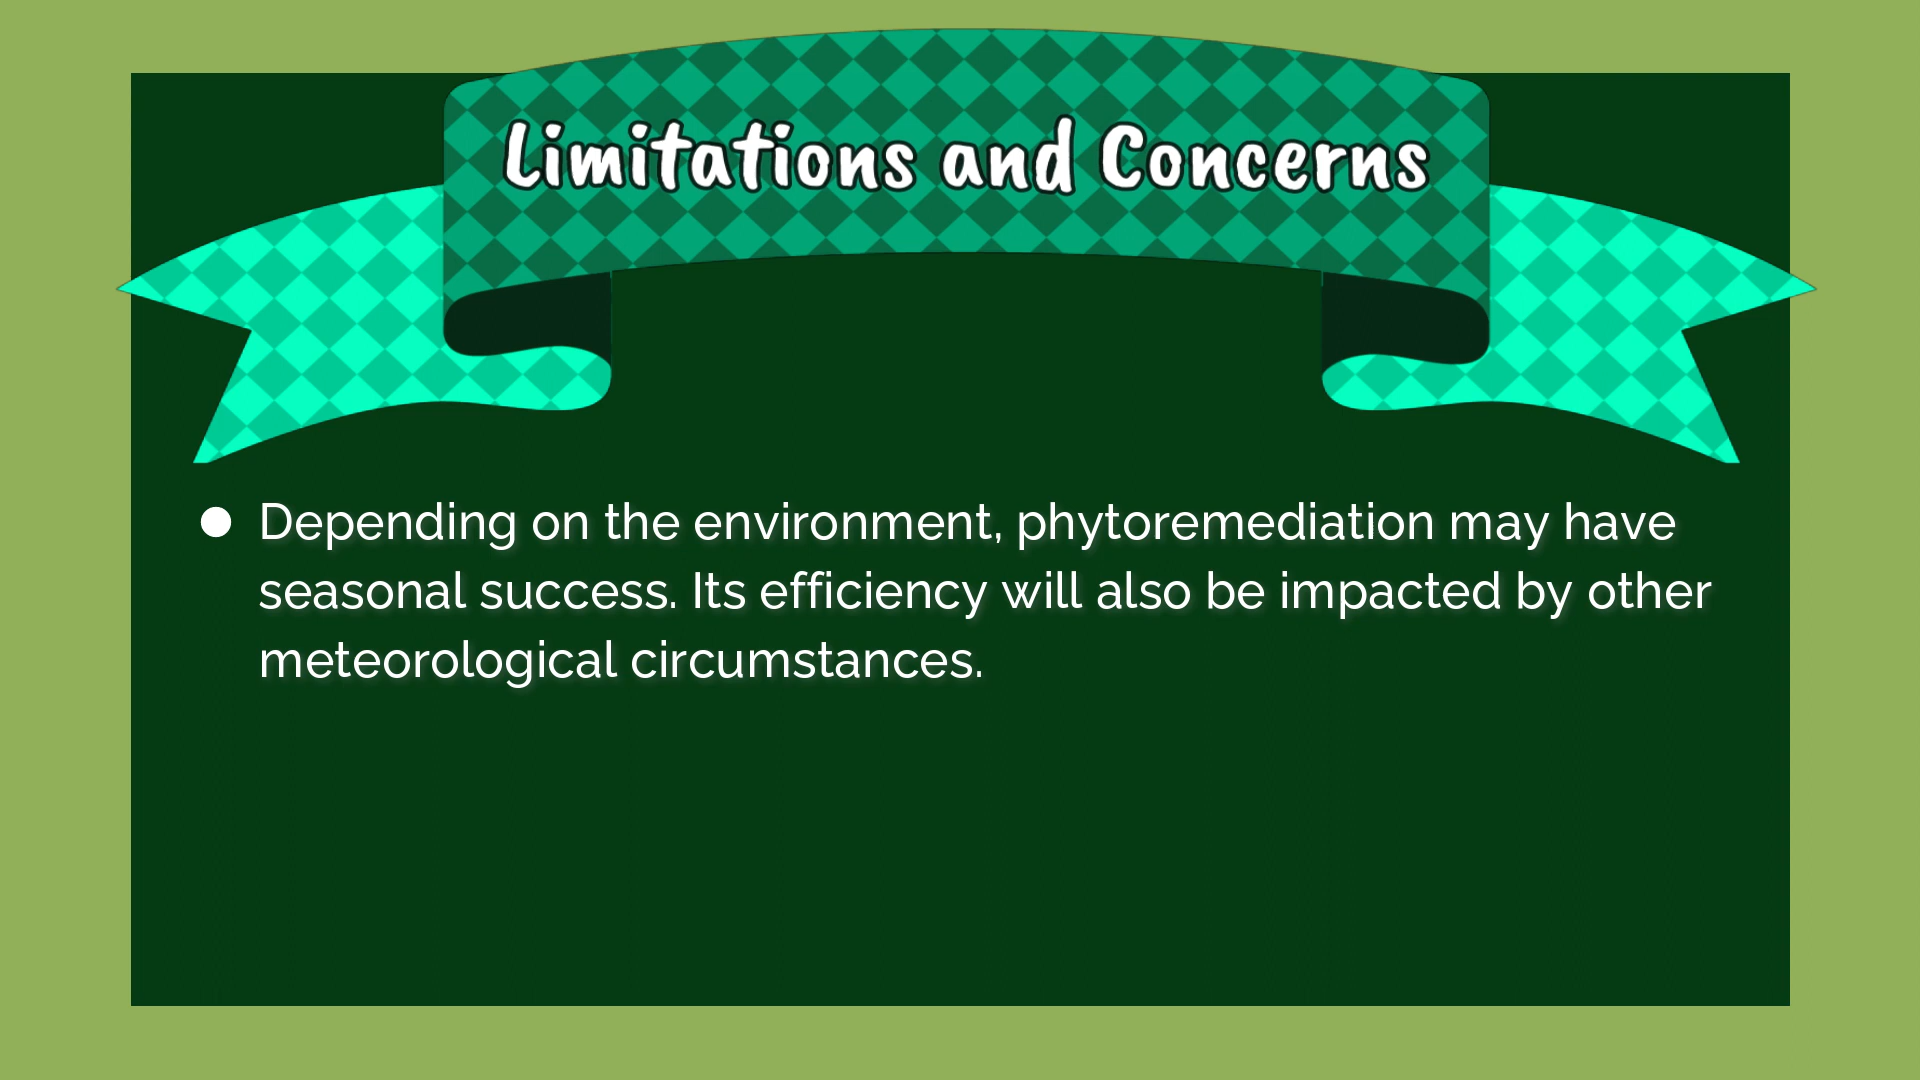 Limitations and Concerns
● Depending on the environment, phytoremediation may have
seasonal success. Its efficiency will also be impacted by other
meteorological circumstances.